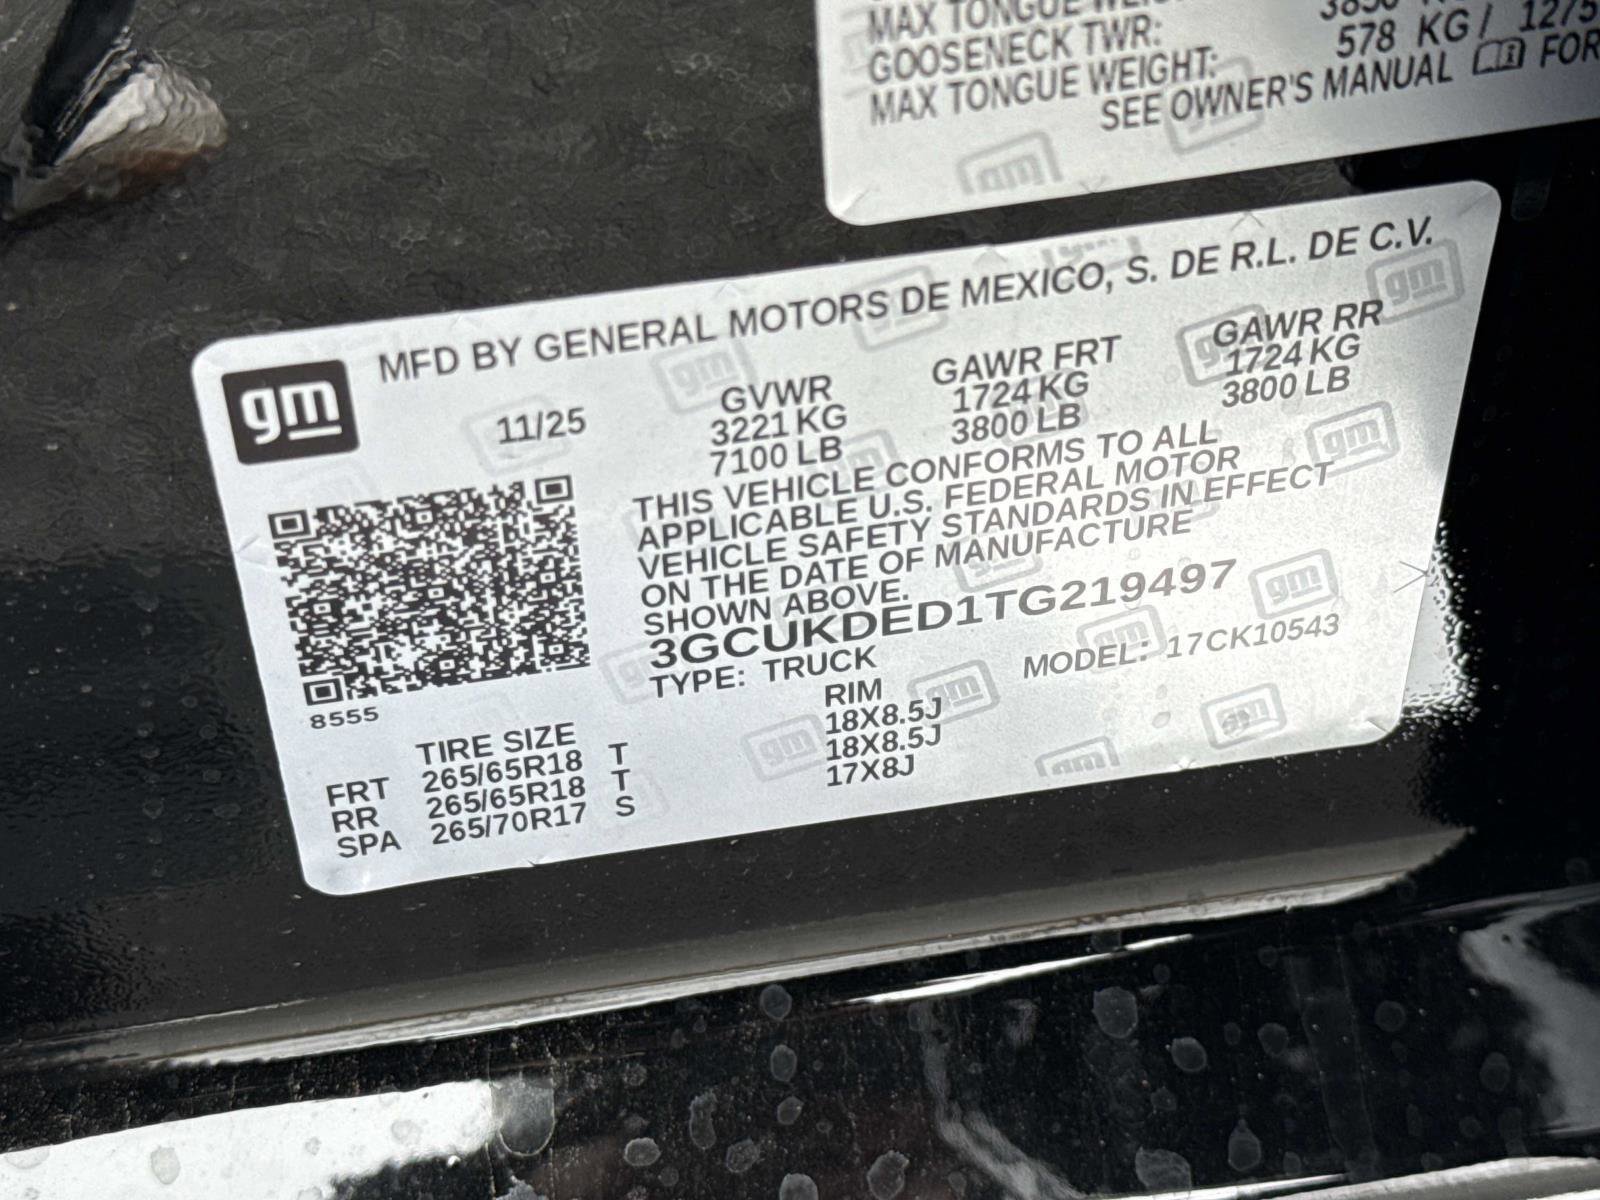 MAX TONGUE WEIGHT:
GOOSENECK TWR: 3850 KG
MAX TONGUE WEIGHT: 578 KG / 1275
SEE OWNER'S MANUAL FOR
gm
MFD BY GENERAL MOTORS DE MEXICO, S. DE R.L. DE C.V.
11/25 GVWR GAWR FRT GAWR RR
3221 KG 1724 KG 1724 KG
7100 LB 3800 LB 3800 LB
THIS VEHICLE CONFORMS TO ALL
APPLICABLE U.S. FEDERAL MOTOR
VEHICLE SAFETY STANDARDS IN EFFECT
ON THE DATE OF MANUFACTURE
SHOWN ABOVE.
3GCUKDED1TG219497
TYPE: TRUCK MODEL: 17CK10543
8555
TIRE SIZE RIM
FRT 265/65R18 T 18X8.5J
RR 265/65R18 T 18X8.5J
SPA 265/70R17 S 17X8J